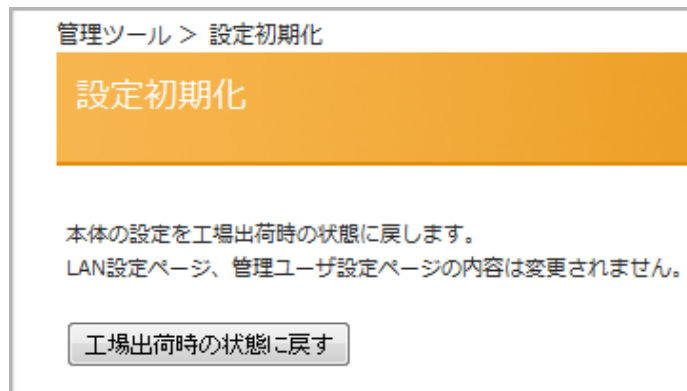 管理ツール > 設定初期化
設定初期化
本体の設定を工場出荷時の状態に戻します。
LAN設定ページ、管理ユーザ設定ページの内容は変更されません。
工場出荷時の状態に戻す